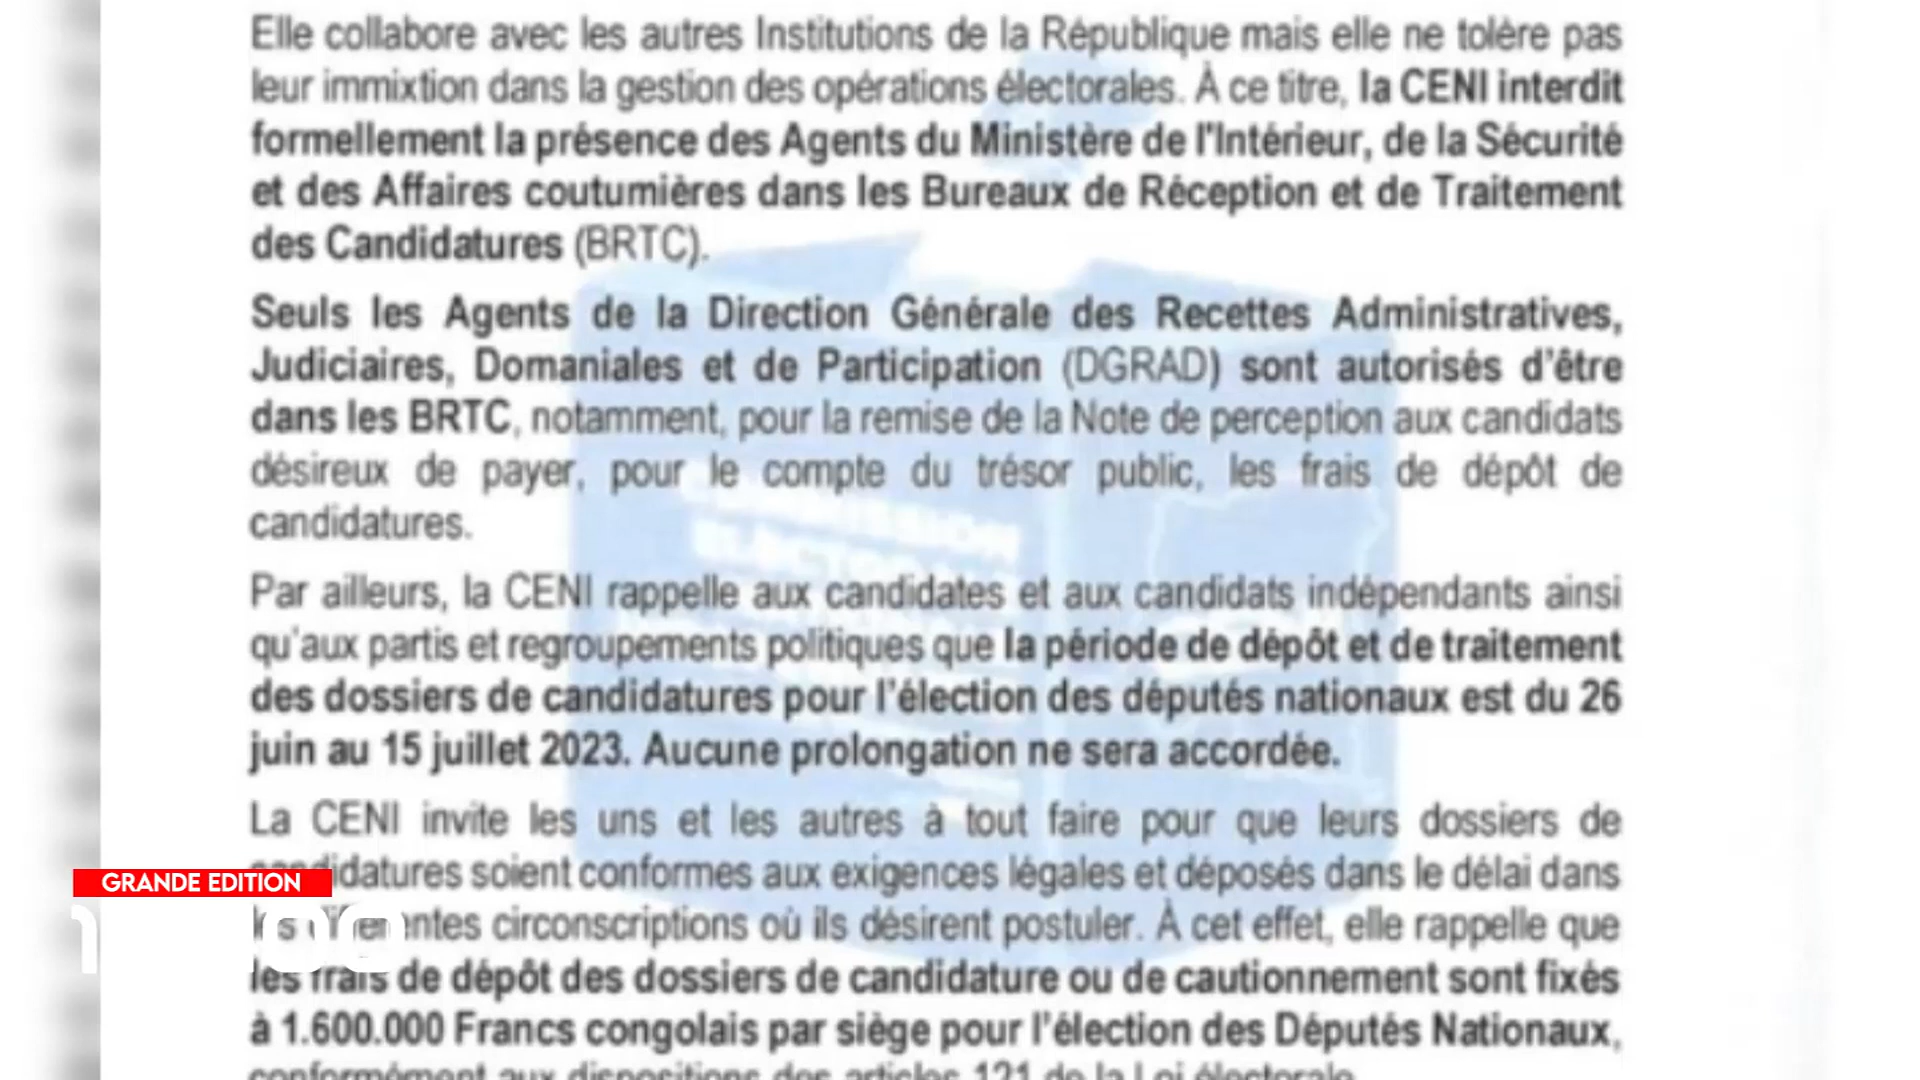 Elle collabore avec les autres Institutions de la République mais elle ne tolère pas
leur immixtion dans la gestion des opérations électorales. À ce titre, la CENI interdit
formellement la présence des Agents du Ministère de l'Intérieur, de la Sécurité
et des Affaires coutumières dans les Bureaux de Réception et de Traitement
des Candidatures (BRTC).
Seuls les Agents de la Direction Générale des Recettes Administratives,
Judiciaires, Domaniales et de Participation (DGRAD) sont autorisés d'être
dans les BRTC, notamment, pour la remise de la Note de perception aux candidats
désireux de payer, pour le compte du trésor public, les frais de dépôt de
candidatures.
Par ailleurs, la CENI rappelle aux candidates et aux candidats indépendants ainsi
qu'aux partis et regroupements politiques que la période de dépôt et de traitement
des dossiers de candidatures pour l'élection des députés nationaux est du 26
juin au 15 juillet 2023. Aucune prolongation ne sera accordée.
La CENI invite les uns et les autres à tout faire pour que leurs dossiers de
candidatures soient conformes aux exigences légales et déposés dans le délai dans
les différentes circonscriptions où ils désirent postuler. À cet effet, elle rappelle que
les frais de dépôt des dossiers de candidature ou de cautionnement sont fixés
à 1.600.000 Francs congolais par siège pour l'élection des Députés Nationaux,
conformément aux dispositions des articles 121 de la Loi électorale.
GRANDE EDITION
COMMISSION